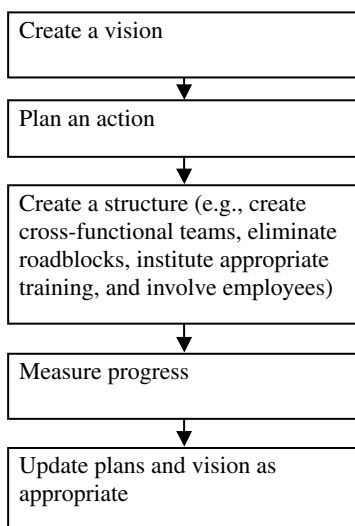 Create a vision
Plan an action
Create a structure (e.g., create
cross-functional teams, eliminate
roadblocks, institute appropriate
training, and involve employees)
Measure progress
Update plans and vision as
appropriate